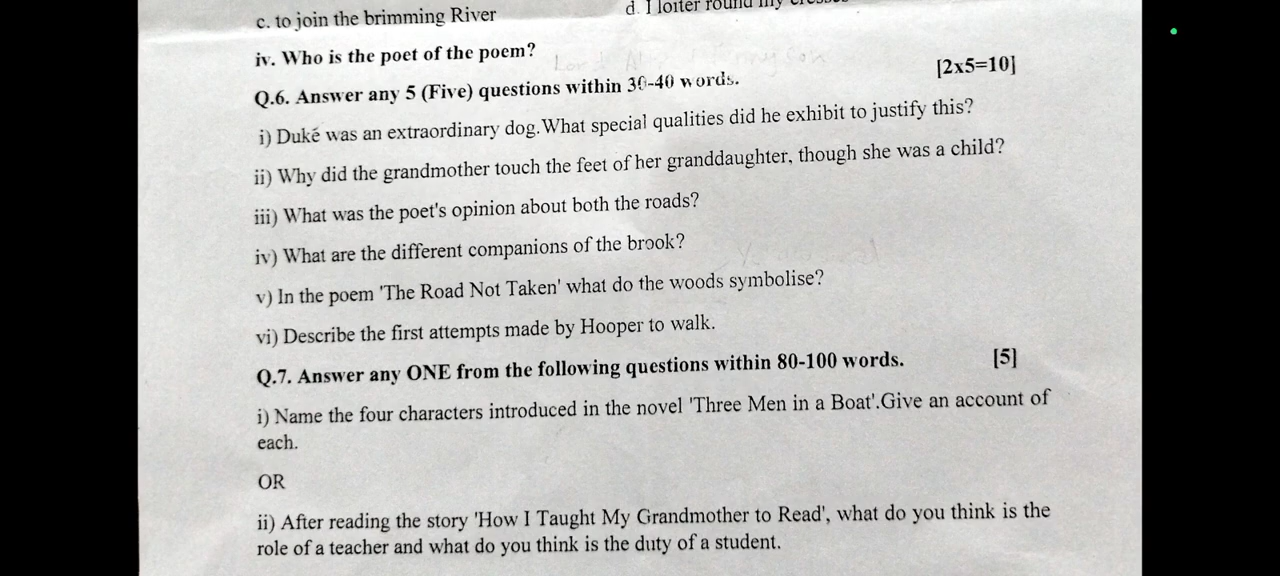 c. to join the brimming River
d. I loiter round my
iv. Who is the poet of the poem?
Q.6. Answer any 5 (Five) questions within 30-40 words. [2x5=10]
i) Duké was an extraordinary dog.What special qualities did he exhibit to justify this?
ii) Why did the grandmother touch the feet of her granddaughter, though she was a child?
iii) What was the poet's opinion about both the roads?
iv) What are the different companions of the brook?
v) In the poem 'The Road Not Taken' what do the woods symbolise?
vi) Describe the first attempts made by Hooper to walk.
Q.7. Answer any ONE from the following questions within 80-100 words. [5]
i) Name the four characters introduced in the novel 'Three Men in a Boat'.Give an account of
each.
OR
ii) After reading the story 'How I Taught My Grandmother to Read', what do you think is the
role of a teacher and what do you think is the duty of a student.